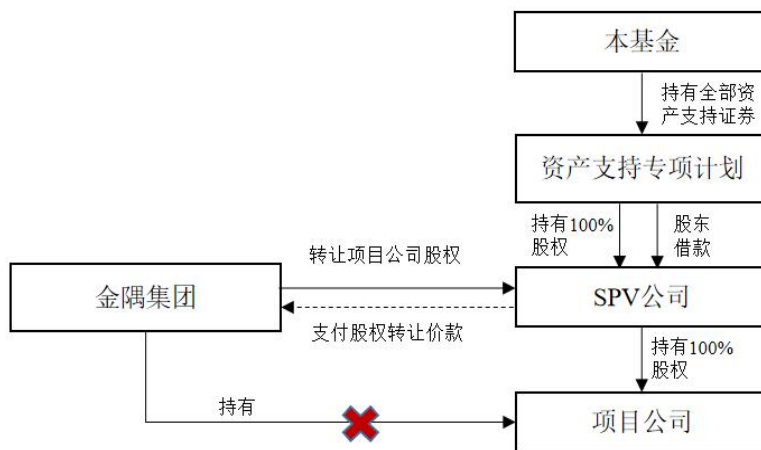 本基金
持有全部资
产支持证券
资产支持专项计划
持有100%
股权
股东
借款
转让项目公司股权
金隅集团
SPV公司
支付股权转让价款
持有100%
股权
持有
项目公司